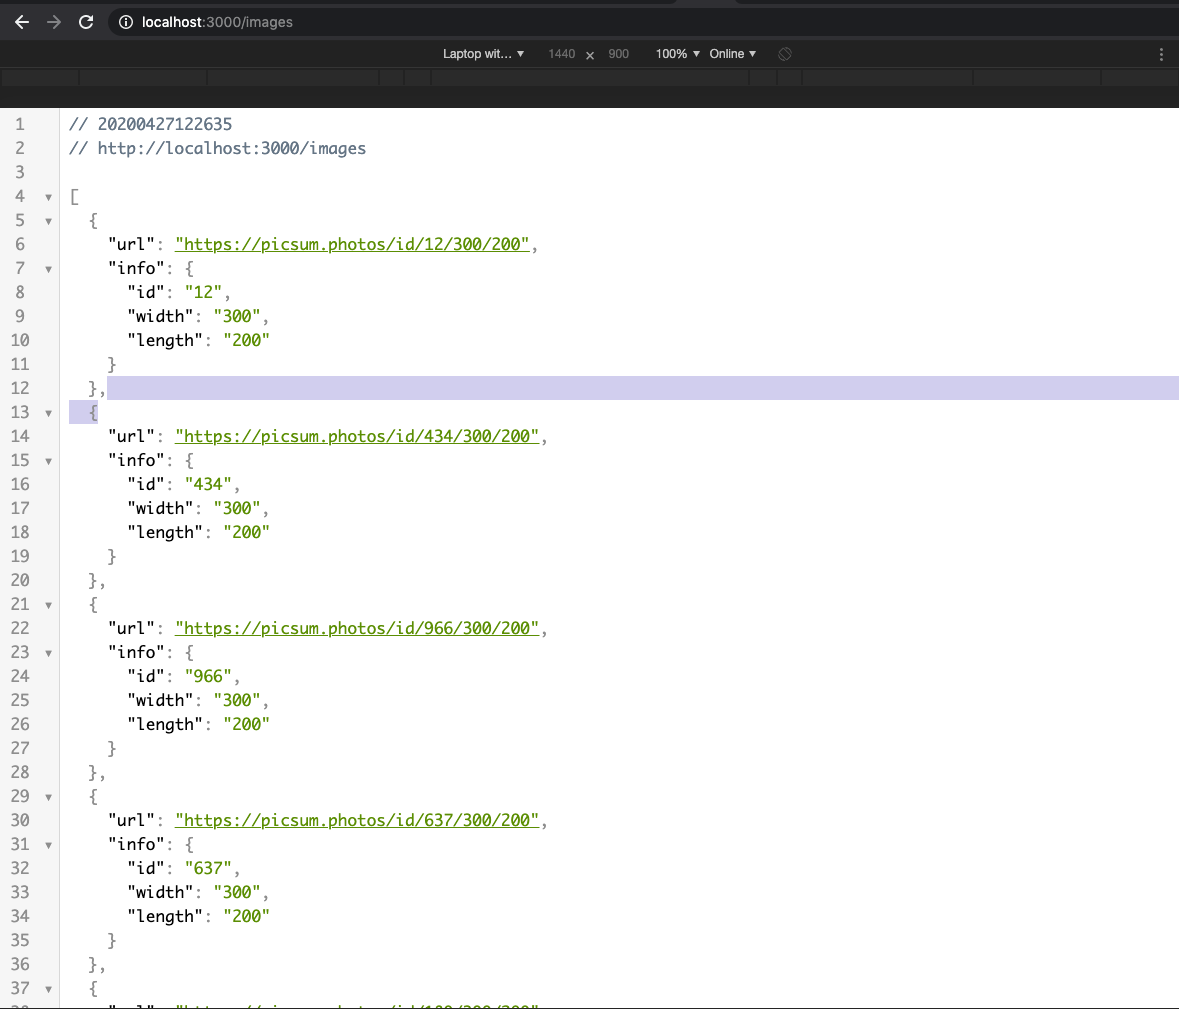 localhost:3000/images
Laptop wit... ▼ 1440 × 900 100% ▼ Online ▼
1 // 20200427122635
2 // http://localhost:3000/images
3
4 ▼ [
5 ▼ {
6 "url": "https://picsum.photos/id/12/300/200",
7 ▼ "info": {
8 "id": "12",
9 "width": "300",
10 "length": "200"
11 }
12 },
13 ▼ {
14 "url": "https://picsum.photos/id/434/300/200",
15 ▼ "info": {
16 "id": "434",
17 "width": "300",
18 "length": "200"
19 }
20 },
21 ▼ {
22 "url": "https://picsum.photos/id/966/300/200",
23 ▼ "info": {
24 "id": "966",
25 "width": "300",
26 "length": "200"
27 }
28 },
29 ▼ {
30 "url": "https://picsum.photos/id/637/300/200",
31 ▼ "info": {
32 "id": "637",
33 "width": "300",
34 "length": "200"
35 }
36 },
37 ▼ {